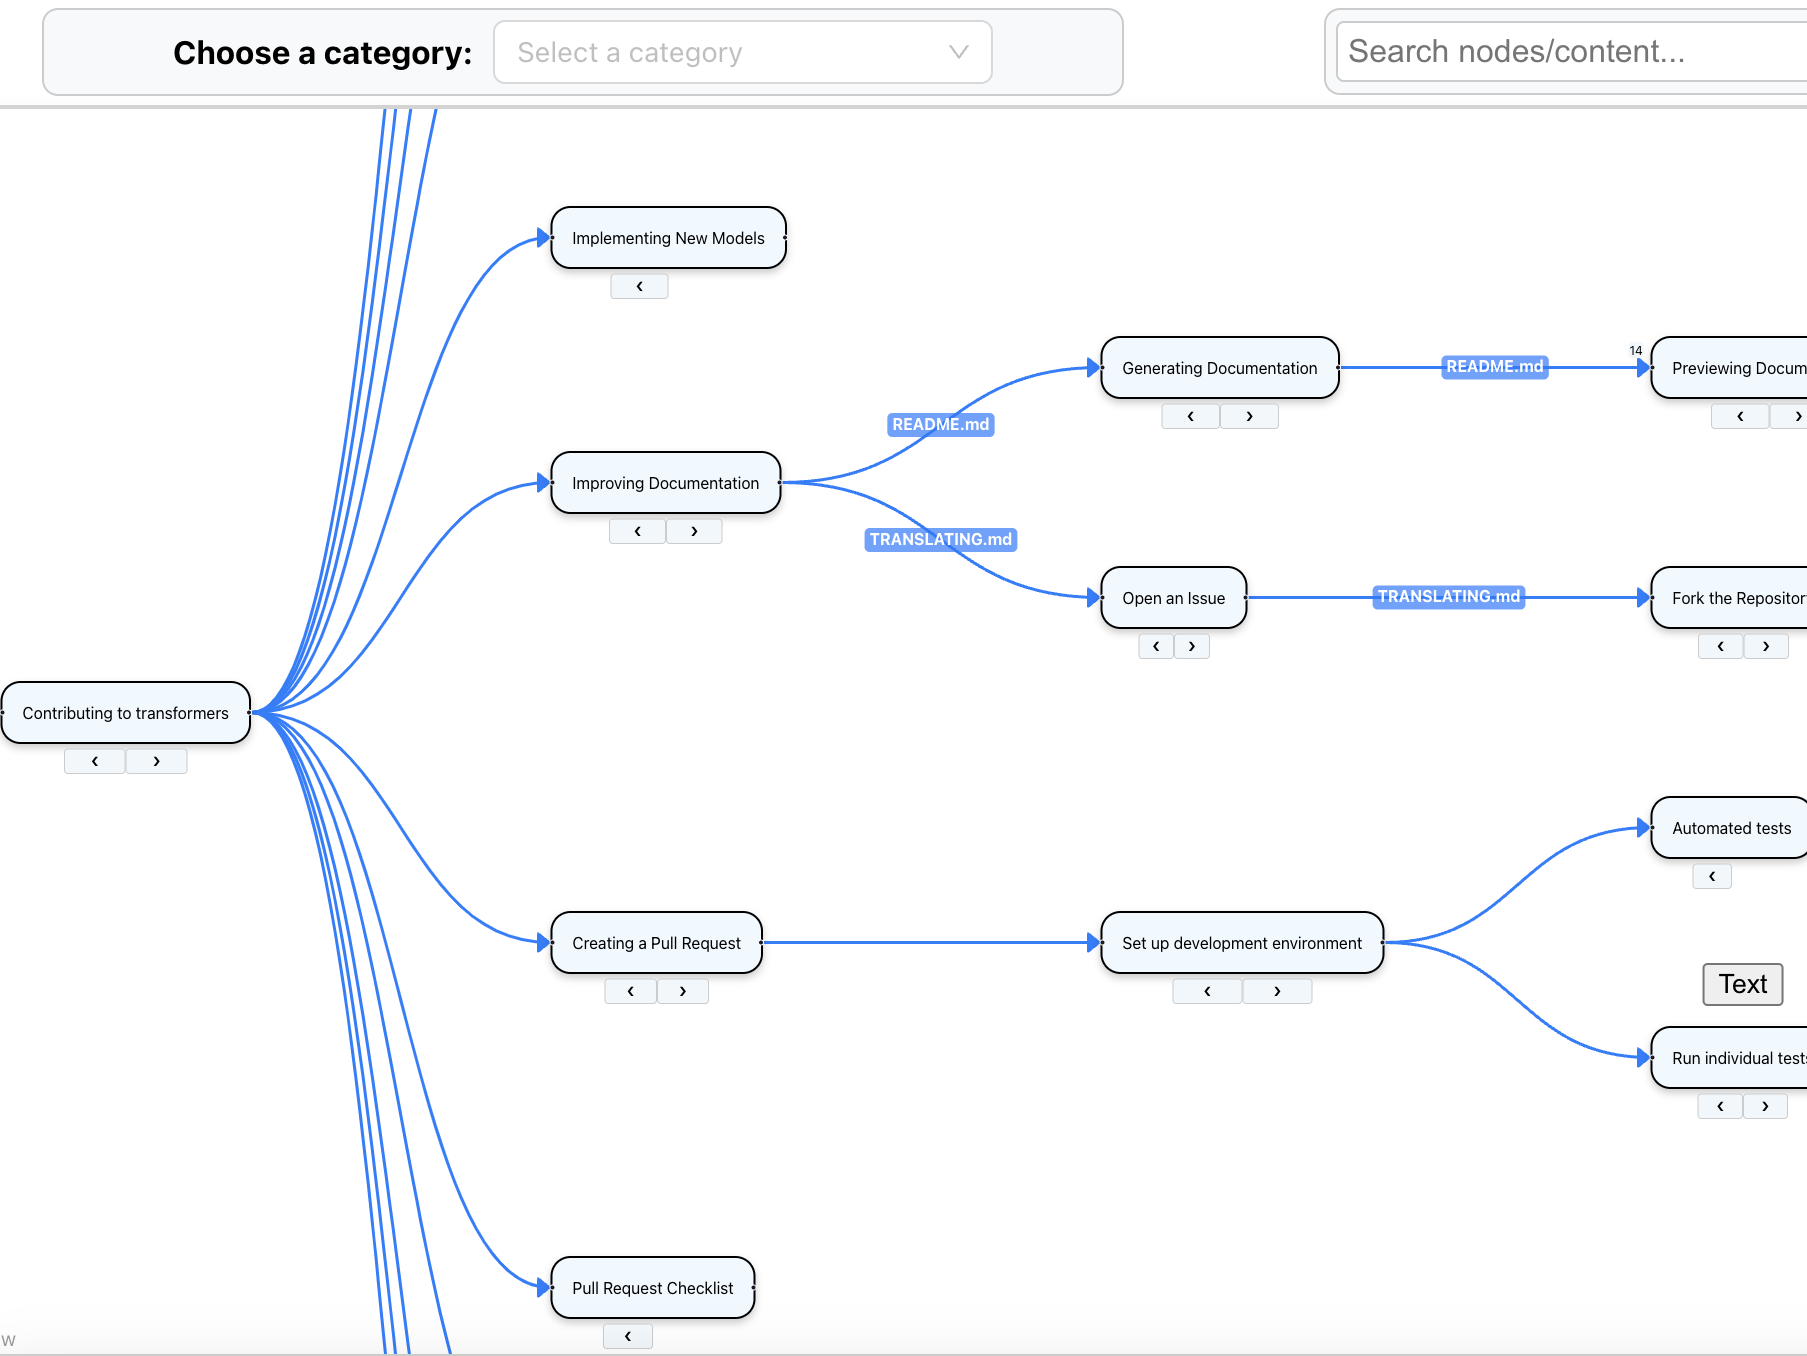 Choose a category:
Select a category
Search nodes/content...
Implementing New Models
‹
Generating Documentation
‹ ›
README.md
14
Previewing Docum
‹ ›
README.md
Improving Documentation
‹ ›
TRANSLATING.md
Open an Issue
‹ ›
TRANSLATING.md
Fork the Repositor
‹ ›
Contributing to transformers
‹ ›
Automated tests
‹
Creating a Pull Request
‹ ›
Set up development environment
‹ ›
Text
Run individual tests
‹ ›
Pull Request Checklist
‹
w